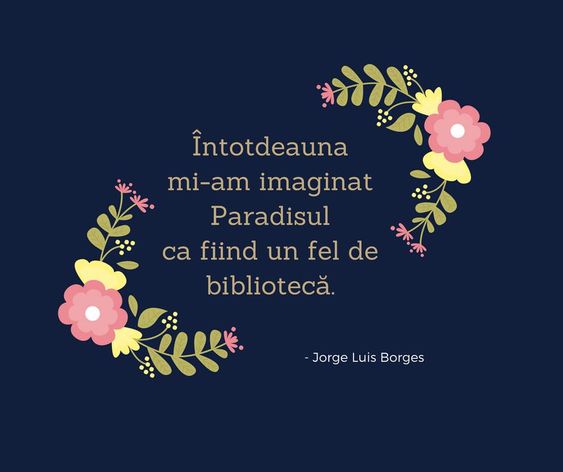 Întotdeauna
mi-am imaginat
Paradisul
ca fiind un fel de
bibliotecă.
- Jorge Luis Borges